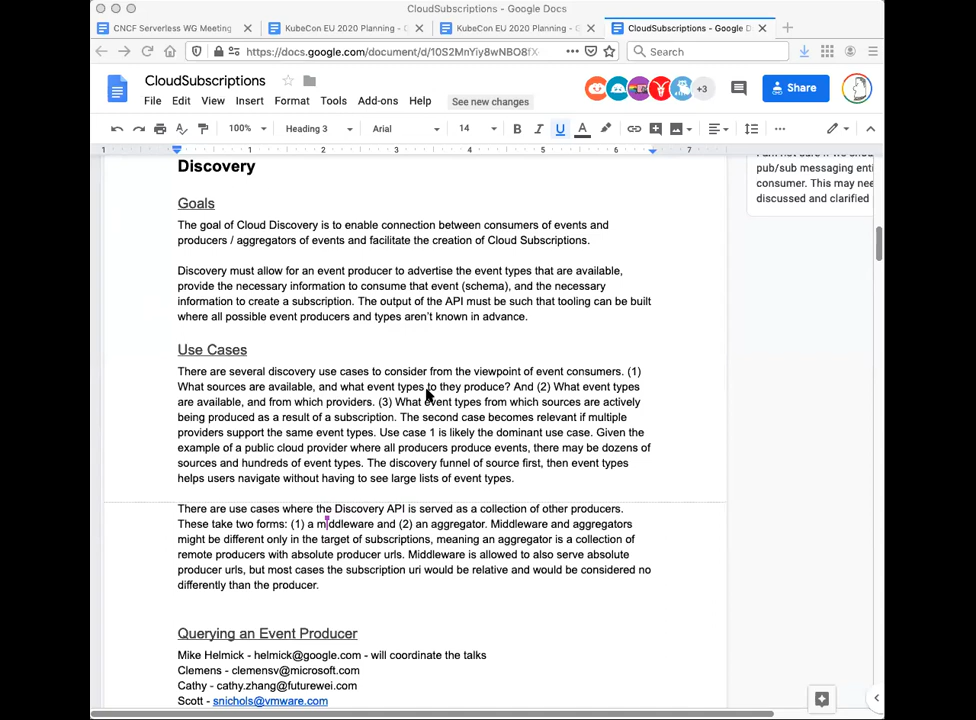 CloudSubscriptions - Google Docs
CNCF Serverless WG Meeting
KubeCon EU 2020 Planning -
KubeCon EU 2020 Planning -
CloudSubscriptions - Google D
https://docs.google.com/document/d/10S2MnYiy8wNBO8fX
Search
CloudSubscriptions
File Edit View Insert Format Tools Add-ons Help See new changes
+3
Share
100% Heading 3 Arial 14 B I U A
1 1 2 3 4 5 6 7
Discovery
Goals
The goal of Cloud Discovery is to enable connection between consumers of events and
producers / aggregators of events and facilitate the creation of Cloud Subscriptions.
Discovery must allow for an event producer to advertise the event types that are available,
provide the necessary information to consume that event (schema), and the necessary
information to create a subscription. The output of the API must be such that tooling can be built
where all possible event producers and types aren't known in advance.
Use Cases
There are several discovery use cases to consider from the viewpoint of event consumers. (1)
What sources are available, and what event types to they produce? And (2) What event types
are available, and from which providers. (3) What event types from which sources are actively
being produced as a result of a subscription. The second case becomes relevant if multiple
providers support the same event types. Use case 1 is likely the dominant use case. Given the
example of a public cloud provider where all producers produce events, there may be dozens of
sources and hundreds of event types. The discovery funnel of source first, then event types
helps users navigate without having to see large lists of event types.
There are use cases where the Discovery API is served as a collection of other producers.
These take two forms: (1) a middleware and (2) an aggregator. Middleware and aggregators
might be different only in the target of subscriptions, meaning an aggregator is a collection of
remote producers with absolute producer urls. Middleware is allowed to also serve absolute
producer urls, but most cases the subscription uri would be relative and would be considered no
differently than the producer.
Querying an Event Producer
Mike Helmick - helmick@google.com - will coordinate the talks
Clemens - clemensv@microsoft.com
Cathy - cathy.zhang@futurewei.com
Scott - snichols@vmware.com
pub/sub messaging enti
consumer. This may nee
discussed and clarified